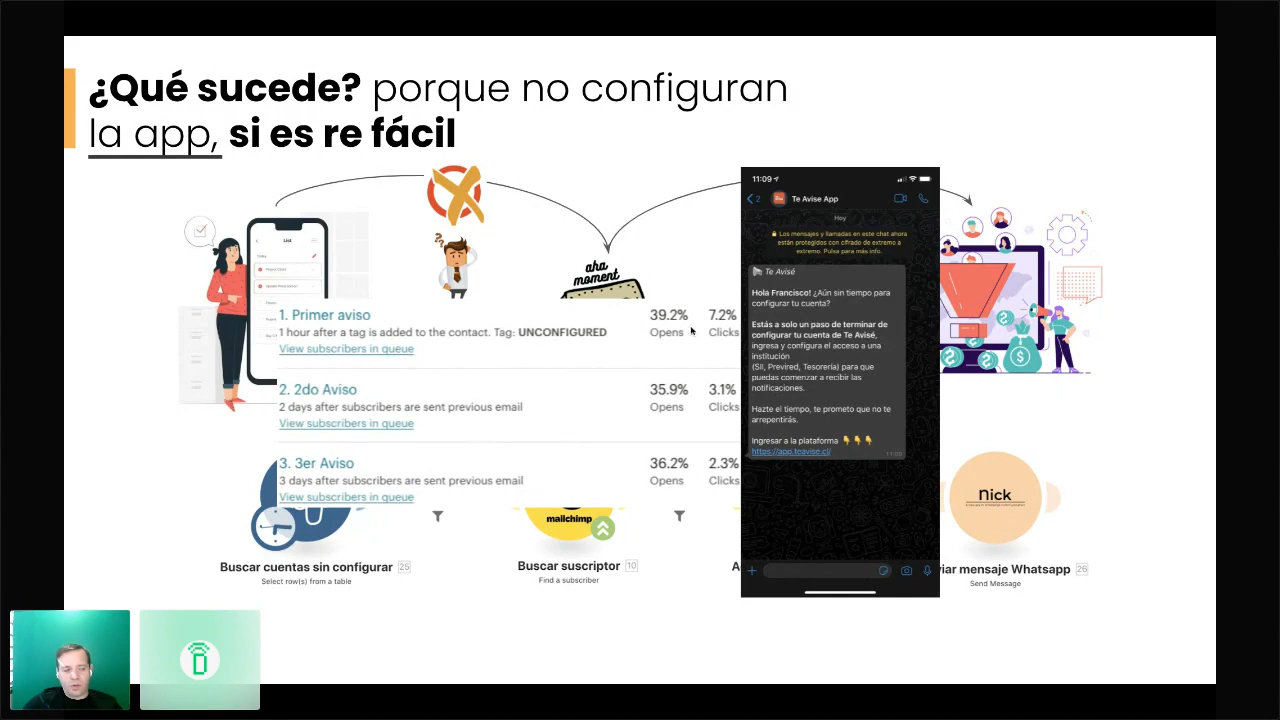 ¿Qué sucede? porque no configuran
la app, si es re fácil
List
aha
moment
1. Primer aviso
1 hour after a tag is added to the contact. Tag: UNCONFIGURED
View subscribers in queue
39.2%
Opens
7.2%
Clicks
2. 2do Aviso
2 days after subscribers are sent previous email
View subscribers in queue
35.9%
Opens
3.1%
Clicks
3. 3er Aviso
3 days after subscribers are sent previous email
View subscribers in queue
36.2%
Opens
2.3%
Clicks
11:09
2
Te Avise App
Hoy
Los mensajes y llamadas en este chat ahora
están protegidos con cifrado de extremo a
extremo. Pulsa para más info.
Te Avisé
Hola Francisco! ¿Aún sin tiempo para
configurar tu cuenta?
Estás a solo un paso de terminar de
configurar tu cuenta de Te Avisé,
ingresa y configura el acceso a una
institución
(SII, Previred, Tesorería) para que
puedas comenzar a recibir las
notificaciones.
Hazte el tiempo, te prometo que no te
arrepentirás.
Ingresar a la plataforma 👇👇👇
https://app.teavise.cl/
11:08
mailchimp
Nick
Buscar cuentas sin configurar 25
Select row(s) from a table
Buscar suscriptor 10
Find a subscriber
A
viar mensaje Whatsapp 26
Send Message